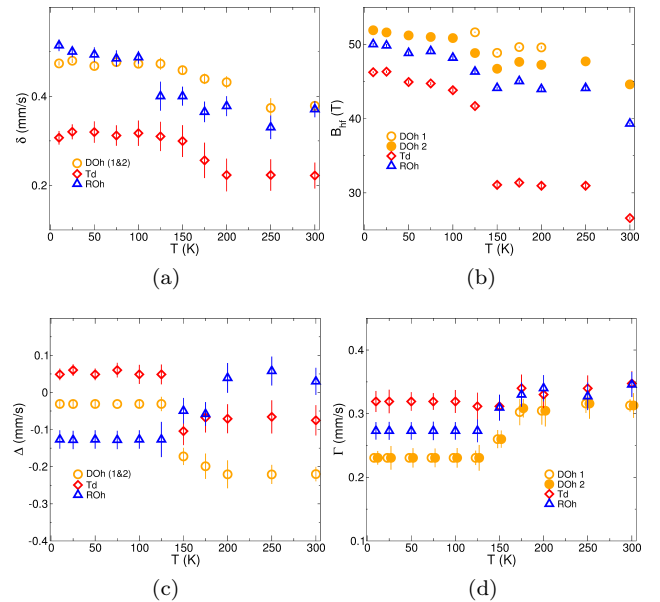 δ (mm/s)
0.4
0.2
DOh (1&2)
Td
ROh
0 50 100 150 200 250 300
T (K)
(a)
B_hf (T)
50
40
30
DOh 1
DOh 2
Td
ROh
0 50 100 150 200 250 300
T (K)
(b)
Δ (mm/s)
0.1
0
-0.1
-0.2
-0.3
-0.4
DOh (1&2)
Td
ROh
0 50 100 150 200 250 300
T (K)
(c)
Γ (mm/s)
0.4
0.3
0.2
0.1
DOh 1
DOh 2
Td
ROh
0 50 100 150 200 250 300
T (K)
(d)